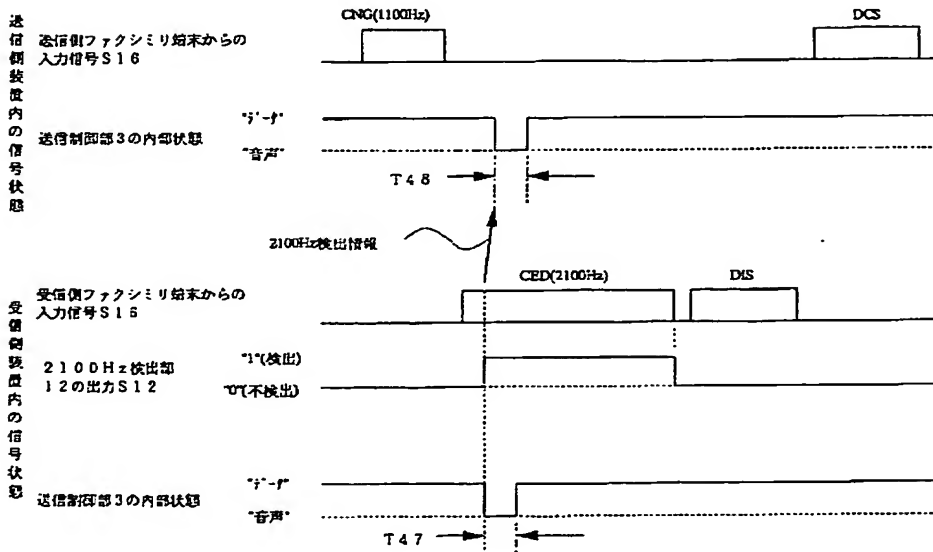 送信側装置内の信号状態
CNG(1100Hz)
DCS
送信側ファクシミリ端末からの
入力信号S16
"データ"
送信制御部3の内部状態
"音声"
T48
2100Hz検出情報
受信側装置内の信号状態
CED(2100Hz)
DIS
受信側ファクシミリ端末からの
入力信号S16
"1"(検出)
2100Hz検出部
12の出力S12
"0"(不検出)
"データ"
送信制御部3の内部状態
"音声"
T47